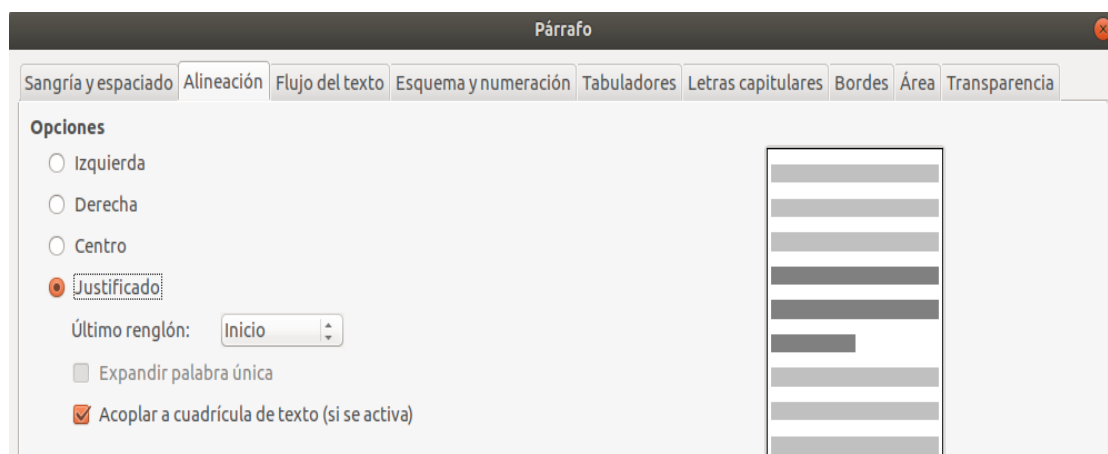 Párrafo
Sangría y espaciado Alineación Flujo del texto Esquema y numeración Tabuladores Letras capitulares Bordes Área Transparencia
Opciones
Izquierda
Derecha
Centro
Justificado
Último renglón: Inicio
Expandir palabra única
Acoplar a cuadrícula de texto (si se activa)